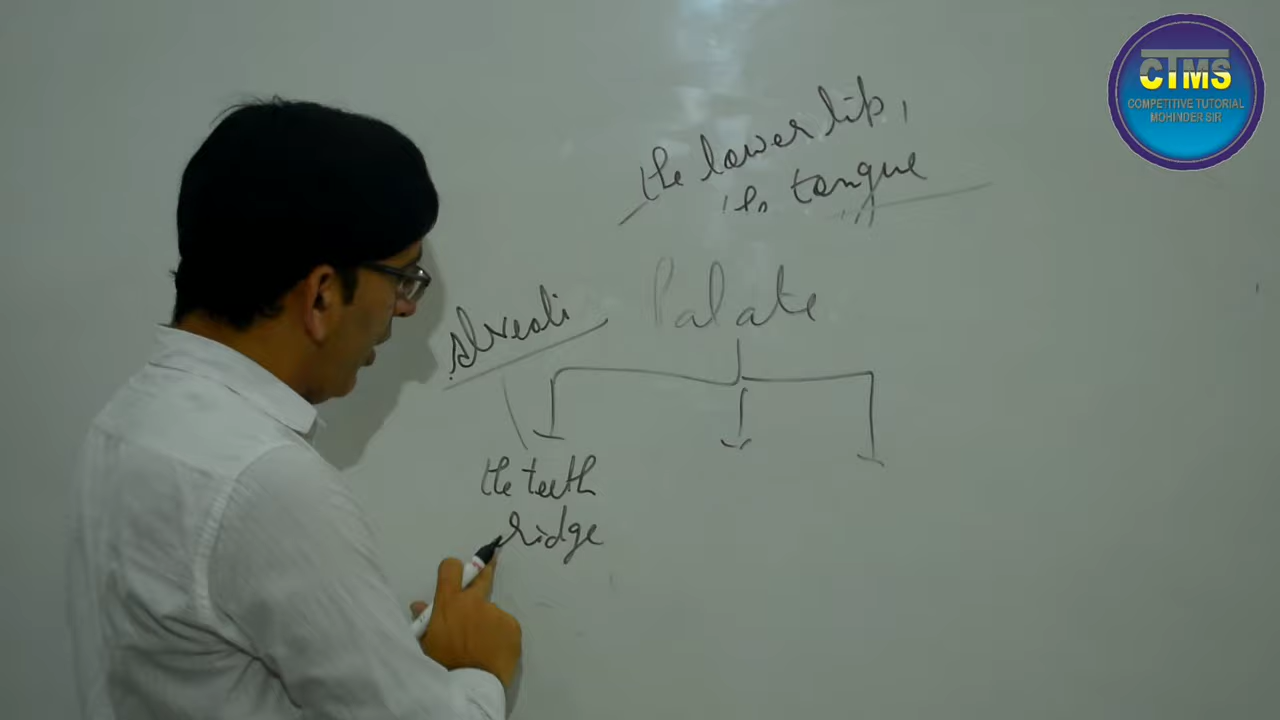 CTMS
COMPETITIVE TUTORIAL
MOHINDER SIR
the lower lip,
the tongue
Palate
alveoli
the teeth
ridge